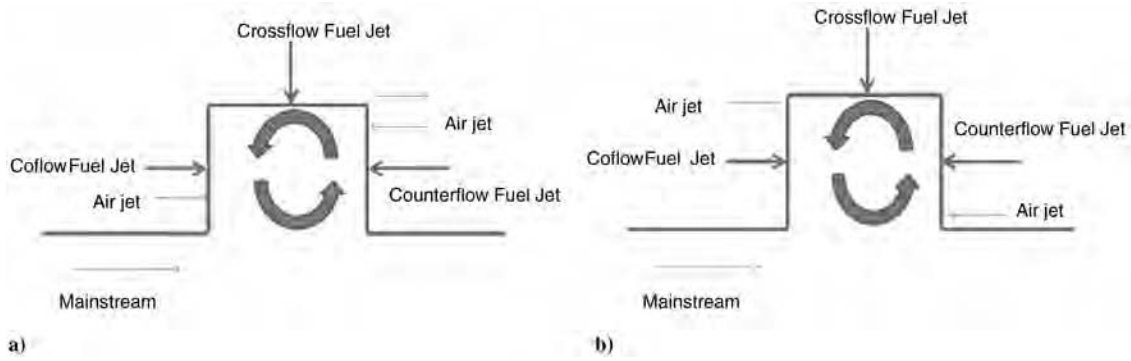 Crossflow Fuel Jet
Air jet
CoflowFuel Jet
Air jet
Counterflow Fuel Jet
Mainstream
a)
Crossflow Fuel Jet
Air jet
Counterflow Fuel Jet
CoflowFuel Jet
Air jet
Mainstream
b)